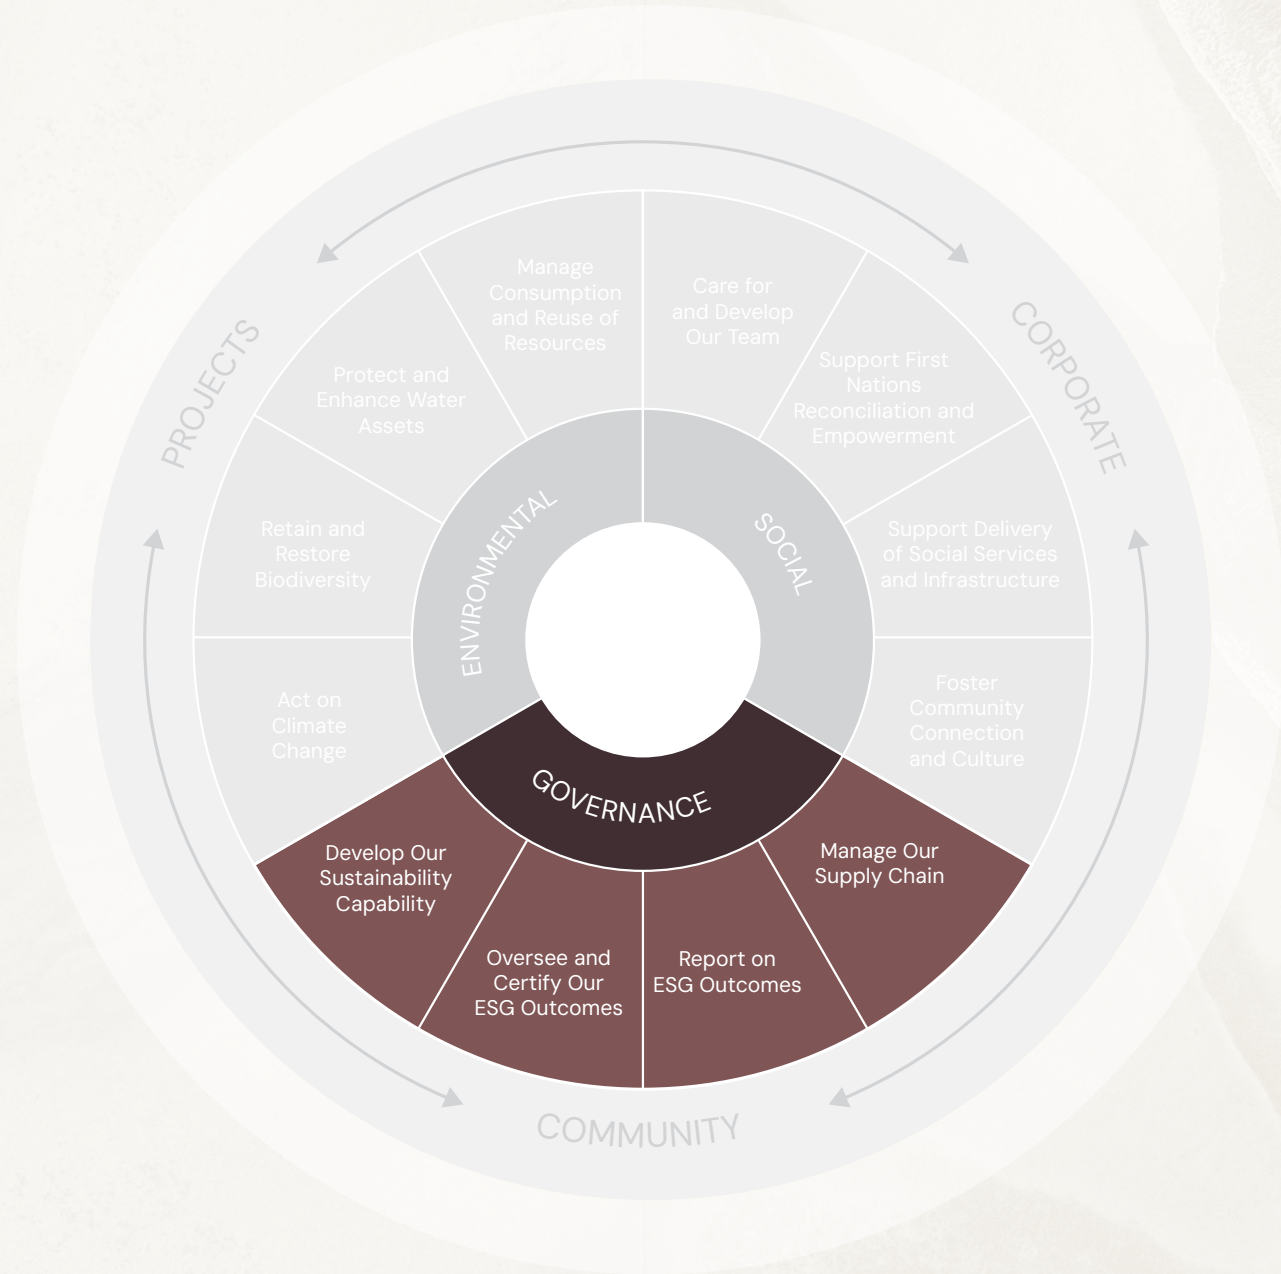 PROJECTS
CORPORATE
COMMUNITY
ENVIRONMENTAL
SOCIAL
GOVERNANCE
Manage
Consumption
and Reuse of
Resources
Care for
and Develop
Our Team
Support First
Nations
Reconciliation and
Empowerment
Protect and
Enhance Water
Assets
Retain and
Restore
Biodiversity
Support Delivery
of Social Services
and Infrastructure
Act on
Climate
Change
Foster
Community
Connection
and Culture
Develop Our
Sustainability
Capability
Oversee and
Certify Our
ESG Outcomes
Report on
ESG Outcomes
Manage Our
Supply Chain